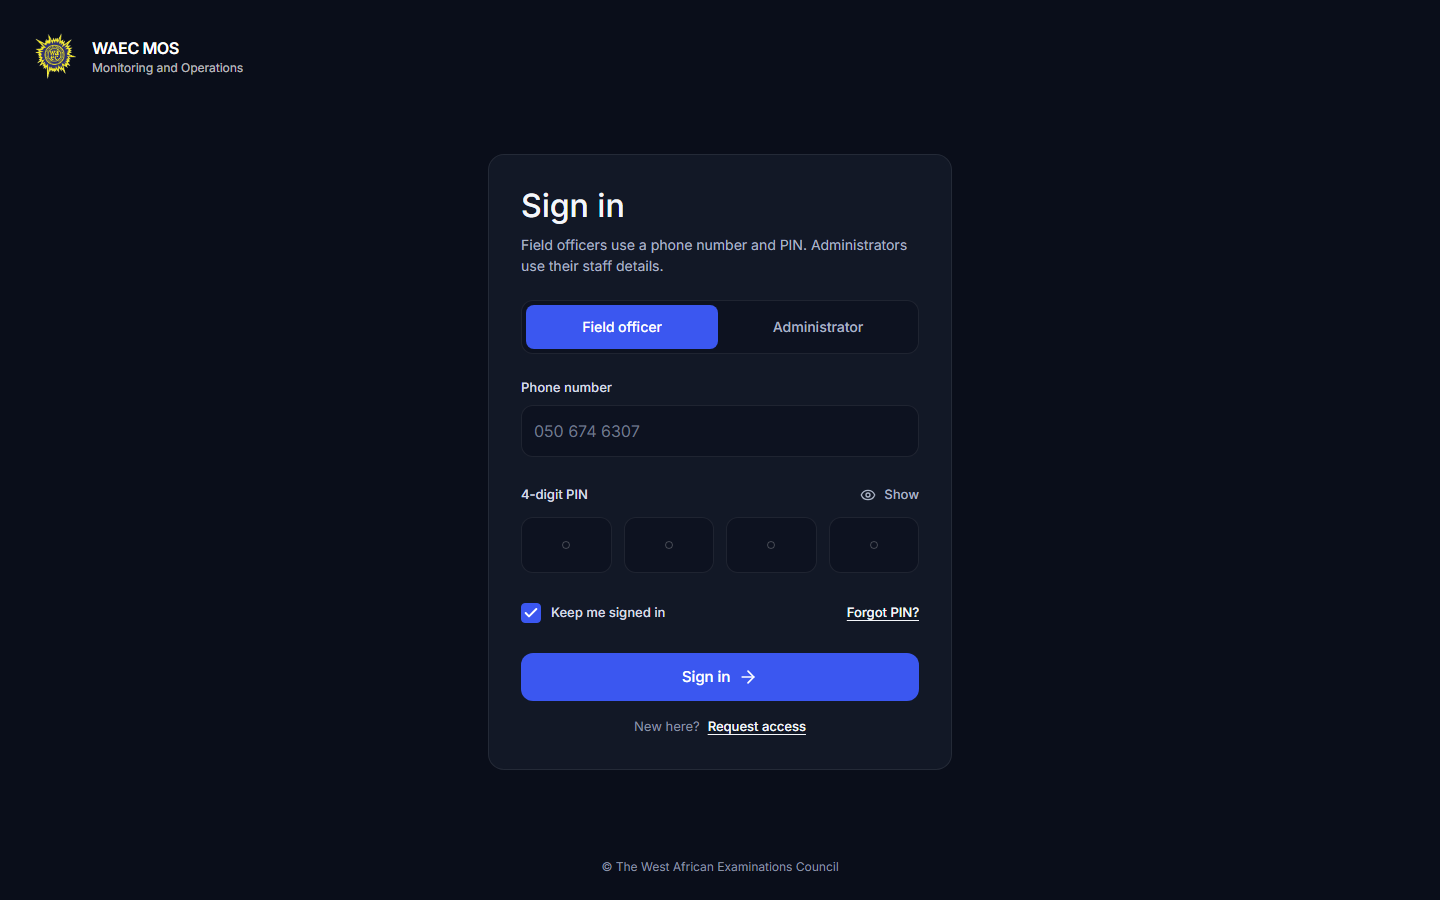 WAEC MOS
Monitoring and Operations
Sign in
Field officers use a phone number and PIN. Administrators
use their staff details.
Field officer
Administrator
Phone number
050 674 6307
4-digit PIN
Show
Keep me signed in
Forgot PIN?
Sign in
New here? Request access
© The West African Examinations Council